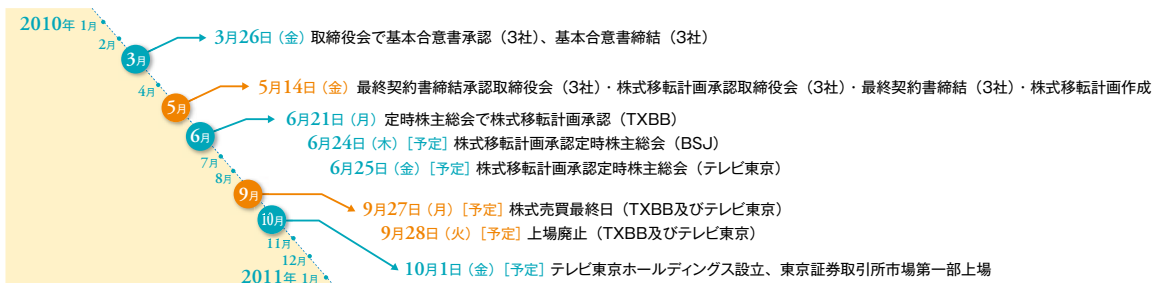 2010年 1月
2月
3月
3月26日（金） 取締役会で基本合意書承認（3社）、基本合意書締結（3社）
4月
5月
5月14日（金） 最終契約書締結承認取締役会（3社）・株式移転計画承認取締役会（3社）・最終契約書締結（3社）・株式移転計画作成
6月
6月21日（月） 定時株主総会で株式移転計画承認（TXBB）
6月24日（木）［予定］ 株式移転計画承認定時株主総会（BSJ）
6月25日（金）［予定］ 株式移転計画承認定時株主総会（テレビ東京）
7月
8月
9月
9月27日（月）［予定］ 株式売買最終日（TXBB及びテレビ東京）
9月28日（火）［予定］ 上場廃止（TXBB及びテレビ東京）
10月
10月1日（金）［予定］ テレビ東京ホールディングス設立、東京証券取引所市場第一部上場
11月
12月
2011年 1月